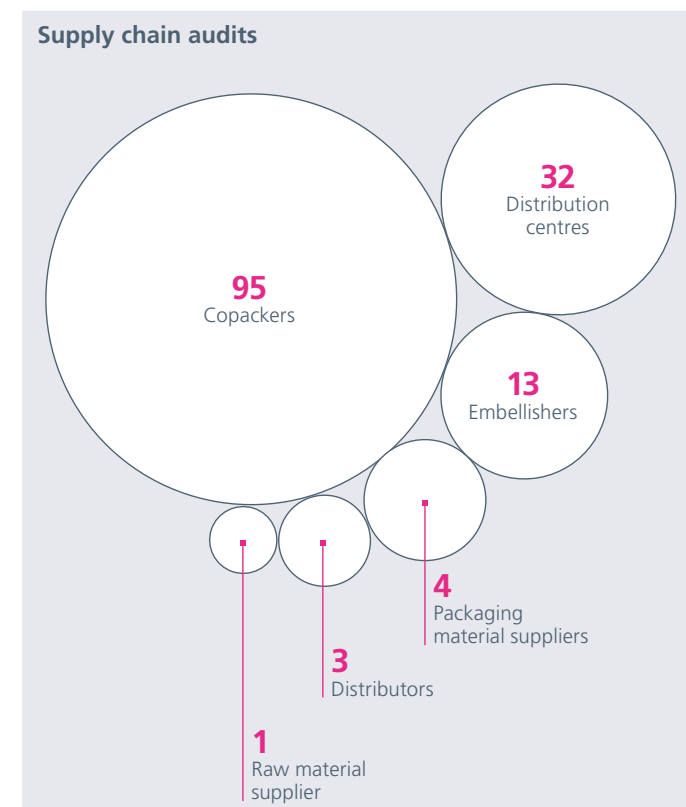 Supply chain audits
32
Distribution
centres
95
Copackers
13
Embellishers
4
Packaging
material suppliers
3
Distributors
1
Raw material
supplier